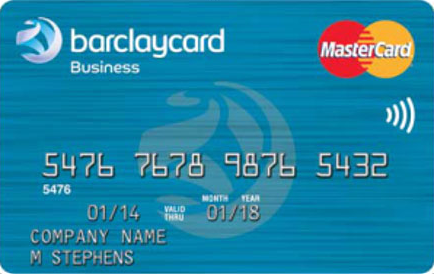 barclaycard
Business
MasterCard
5476 7678 9876 5432
5476
MONTH YEAR
01/14 VALID THRU 01/18
COMPANY NAME
M STEPHENS